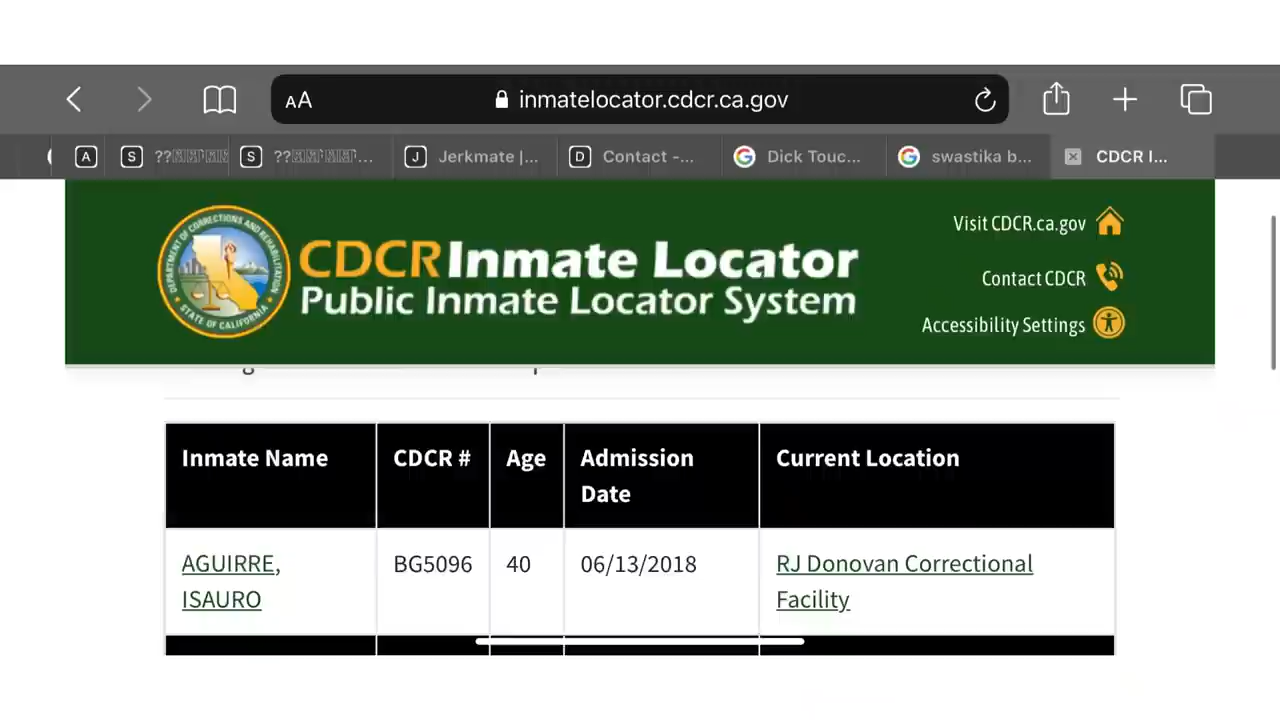 AA inmatelocator.cdcr.ca.gov
A S ?? S ??... J Jerkmate |... D Contact -... Dick Touc... swastika b... CDCR I...
DEPARTMENT OF CORRECTIONS AND REHABILITATION
STATE OF CALIFORNIA
CDCR Inmate Locator
Public Inmate Locator System
Visit CDCR.ca.gov
Contact CDCR
Accessibility Settings
Inmate Name CDCR # Age Admission Date Current Location
AGUIRRE, ISAURO BG5096 40 06/13/2018 RJ Donovan Correctional Facility